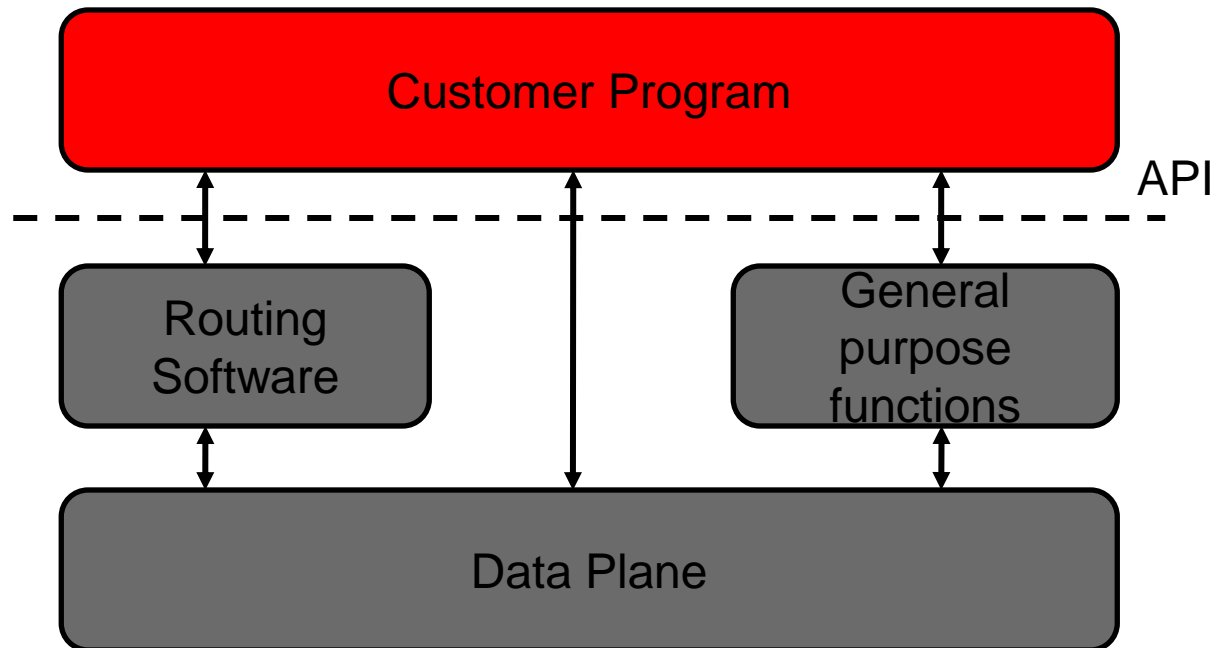 Customer Program
API
Routing
Software
General
purpose
functions
Data Plane